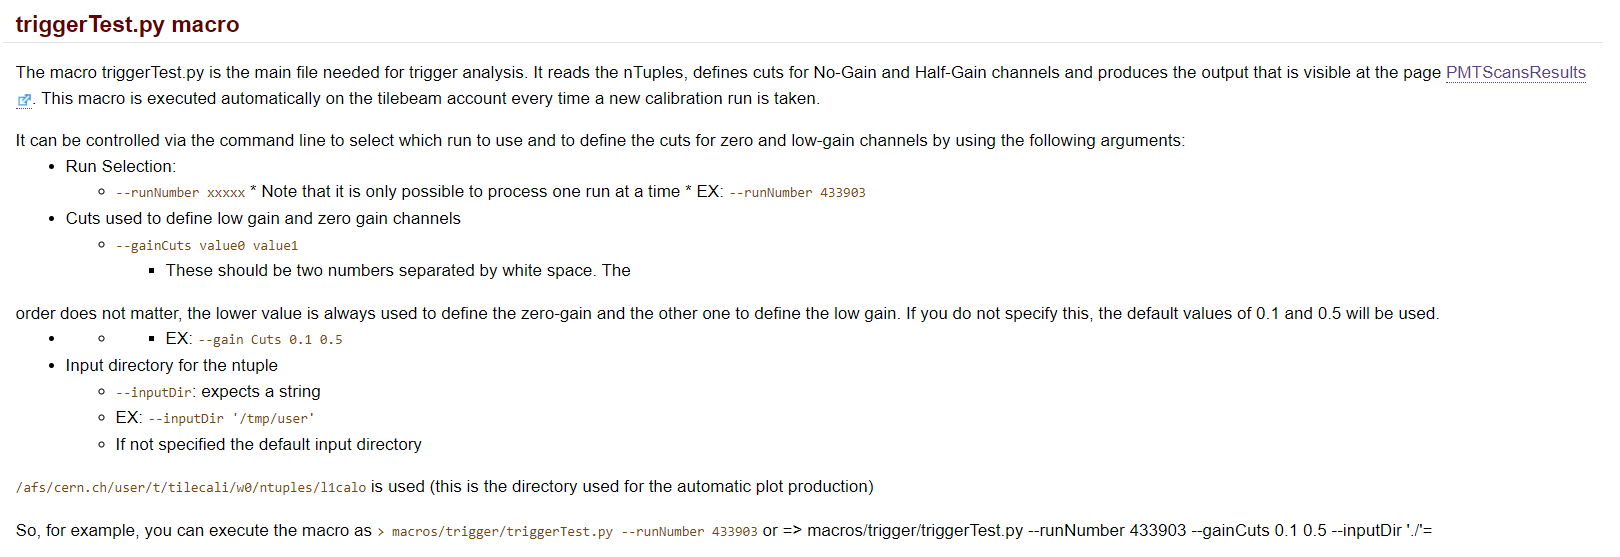 triggerTest.py macro
The macro triggerTest.py is the main file needed for trigger analysis. It reads the nTuples, defines cuts for No-Gain and Half-Gain channels and produces the output that is visible at the page PMTScansResults
. This macro is executed automatically on the tilebeam account every time a new calibration run is taken.
It can be controlled via the command line to select which run to use and to define the cuts for zero and low-gain channels by using the following arguments:
• Run Selection:
◦ --runNumber xxxxx * Note that it is only possible to process one run at a time * EX: --runNumber 433903
• Cuts used to define low gain and zero gain channels
◦ --gainCuts value0 value1
▪ These should be two numbers separated by white space. The
order does not matter, the lower value is always used to define the zero-gain and the other one to define the low gain. If you do not specify this, the default values of 0.1 and 0.5 will be used.
• ◦ ▪ EX: --gain Cuts 0.1 0.5
• Input directory for the ntuple
◦ --inputDir: expects a string
◦ EX: --inputDir '/tmp/user'
◦ If not specified the default input directory
/afs/cern.ch/user/t/tilecali/w0/ntuples/l1calo is used (this is the directory used for the automatic plot production)
So, for example, you can execute the macro as > macros/trigger/triggerTest.py --runNumber 433903 or => macros/trigger/triggerTest.py --runNumber 433903 --gainCuts 0.1 0.5 --inputDir './'=